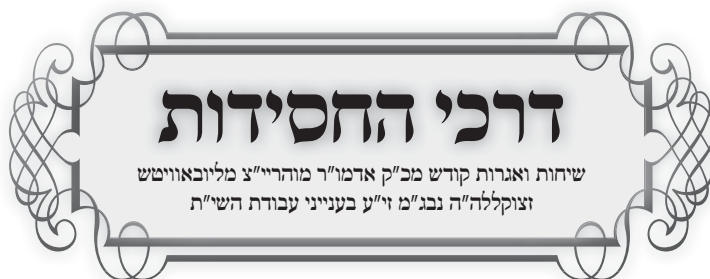 דרכי החסידות
שיחות ואגרות קודש מכ"ק אדמו"ר מוהריי"צ מליובאוויטש
זצוקללה"ה נבג"מ זי"ע בענייני עבודת השי"ת